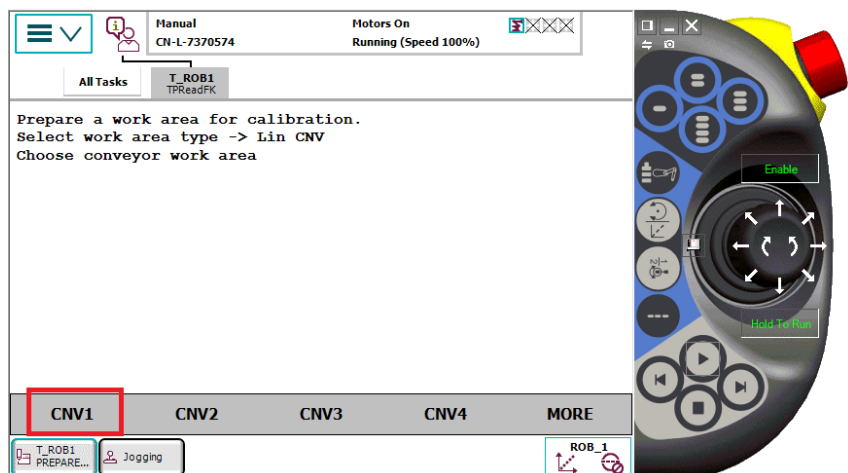 Manual
CN-L-7370574
Motors On
Running (Speed 100%)
All Tasks
T_ROB1
TPReadFK
Prepare a work area for calibration.
Select work area type -> Lin CNV
Choose conveyor work area
Enable
Hold To Run
CNV1 CNV2 CNV3 CNV4 MORE
T_ROB1
PREPARE...
Jogging
ROB_1